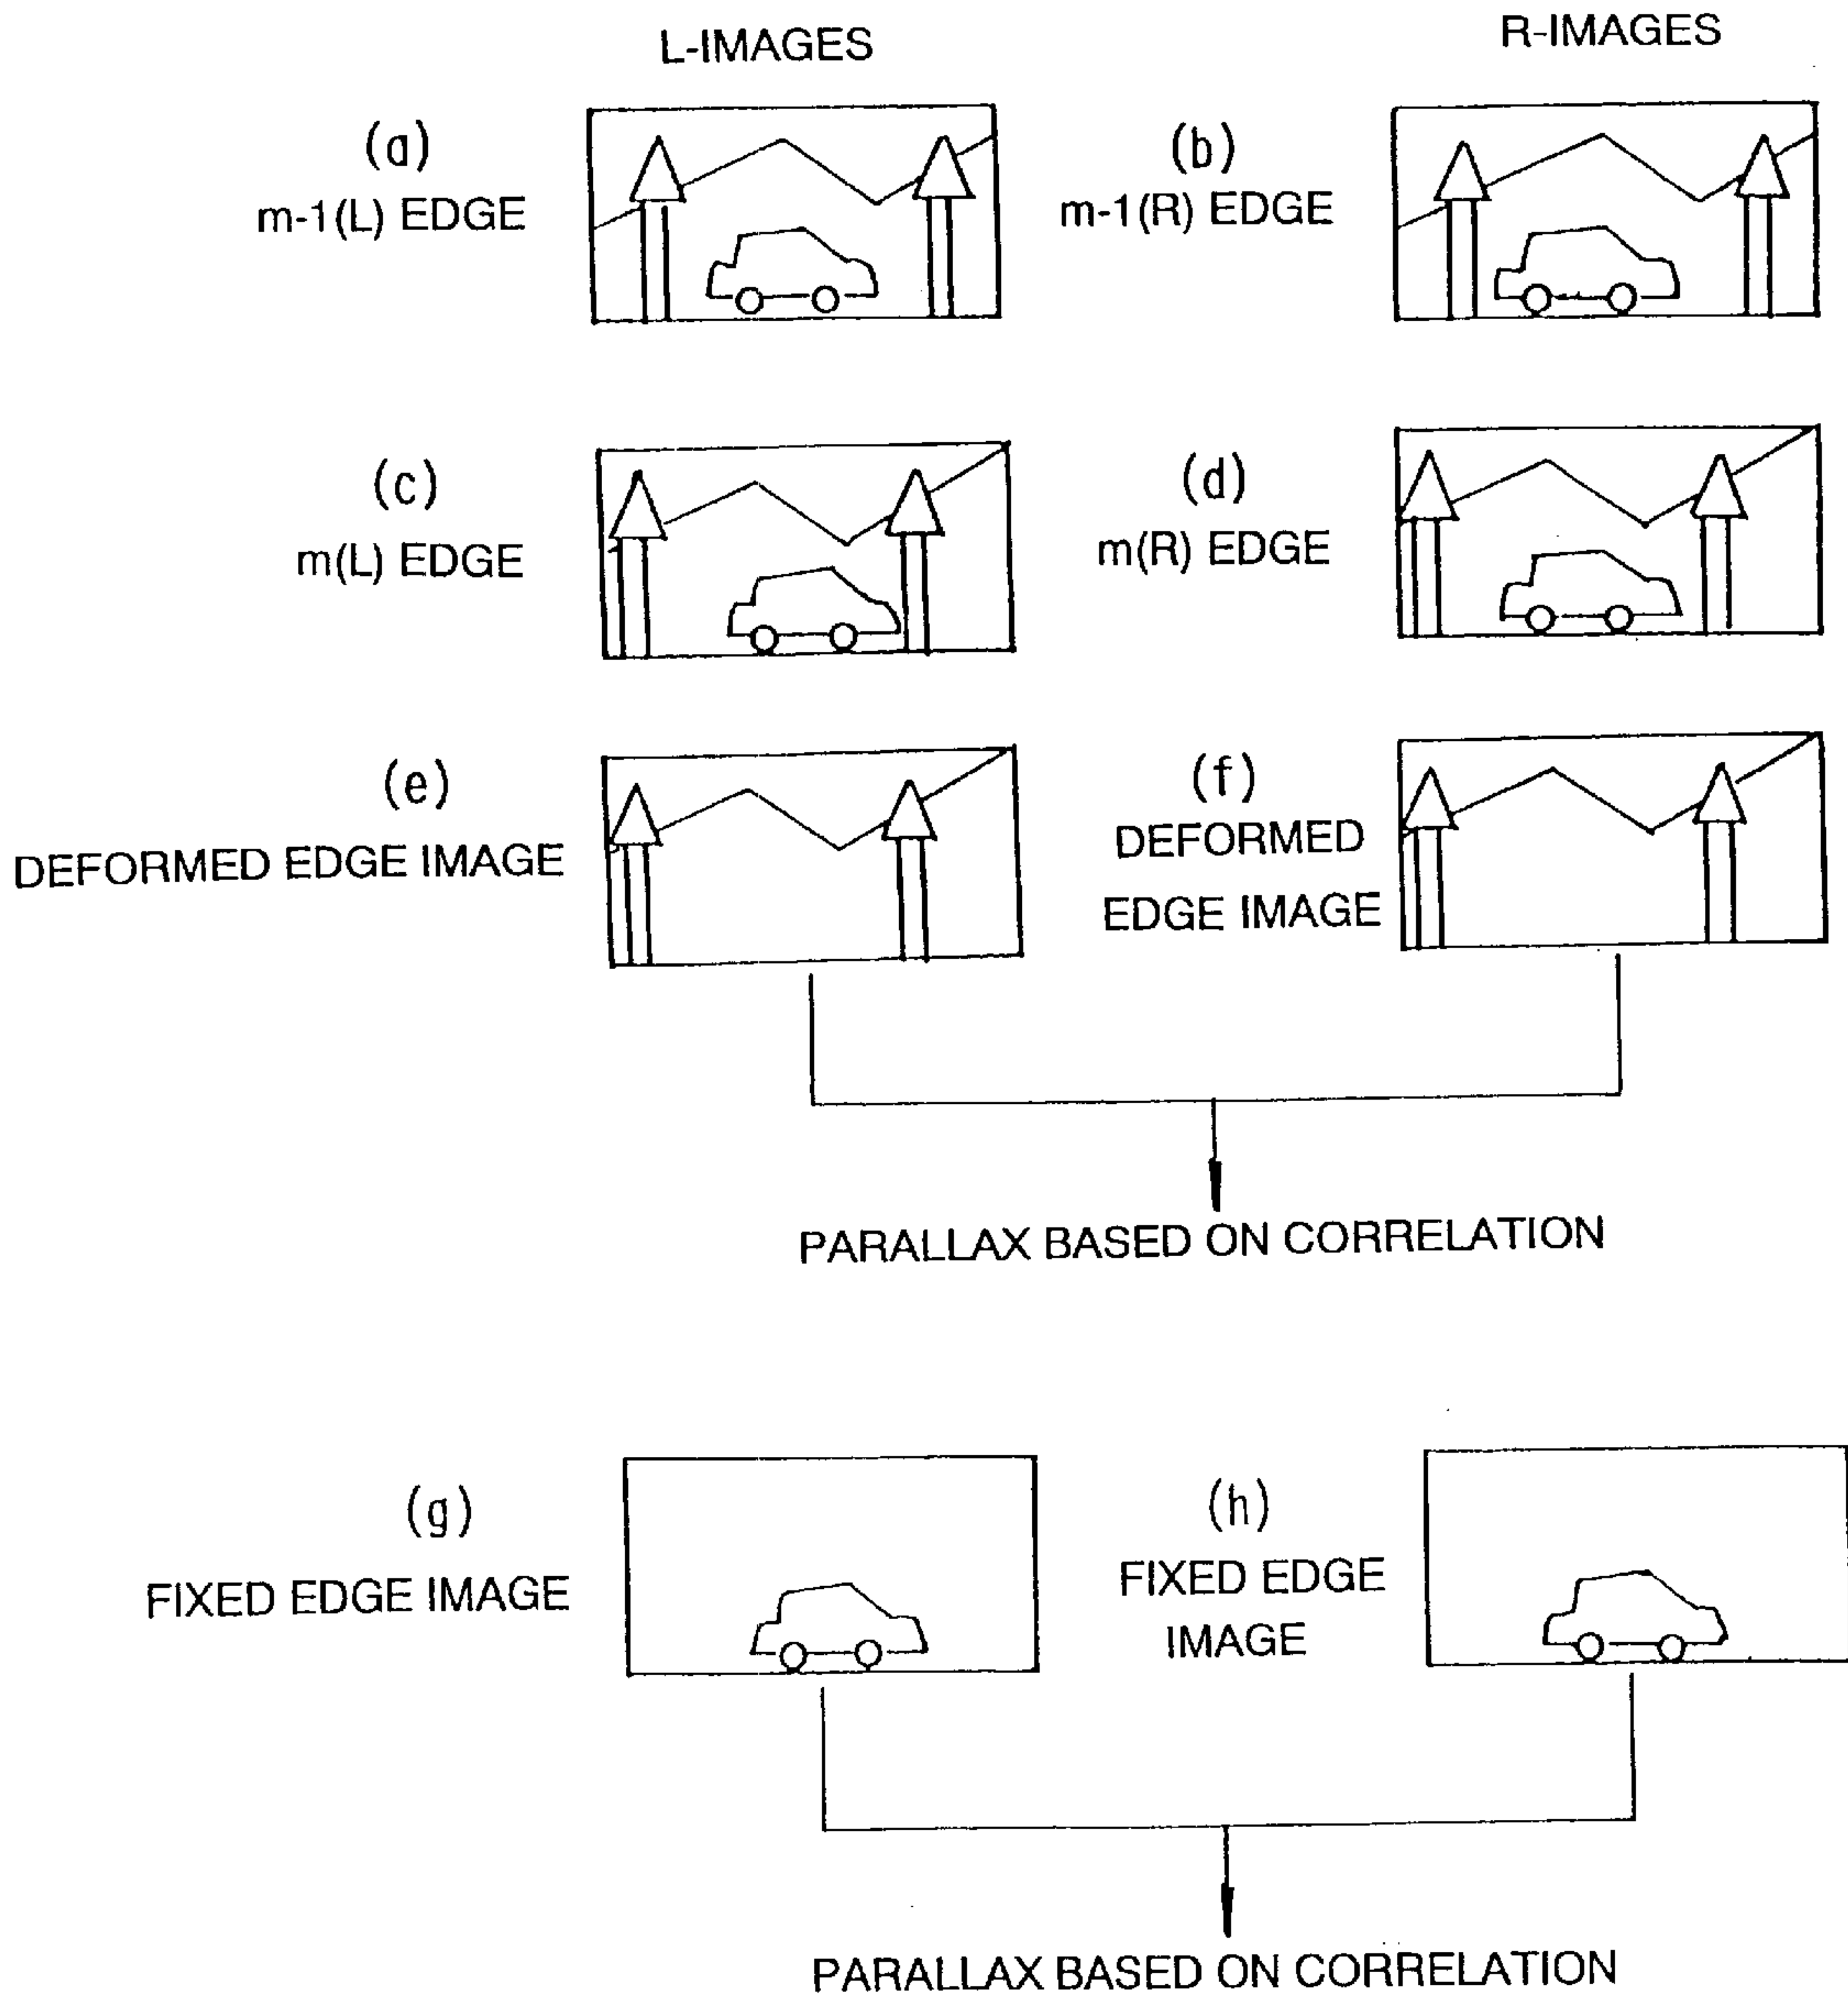 L-IMAGES
R-IMAGES
(a)
m-1(L) EDGE
(b)
m-1(R) EDGE
(c)
m(L) EDGE
(d)
m(R) EDGE
(e)
DEFORMED EDGE IMAGE
(f)
DEFORMED
EDGE IMAGE
PARALLAX BASED ON CORRELATION
(g)
FIXED EDGE IMAGE
(h)
FIXED EDGE
IMAGE
PARALLAX BASED ON CORRELATION